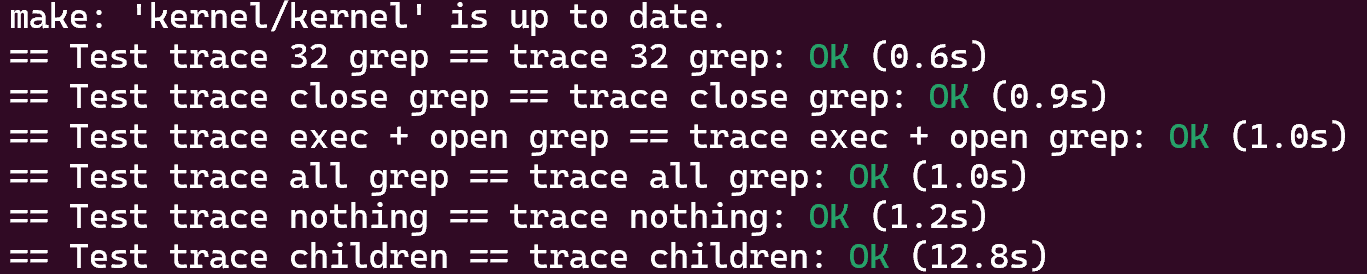 make: 'kernel/kernel' is up to date.
== Test trace 32 grep == trace 32 grep: OK (0.6s)
== Test trace close grep == trace close grep: OK (0.9s)
== Test trace exec + open grep == trace exec + open grep: OK (1.0s)
== Test trace all grep == trace all grep: OK (1.0s)
== Test trace nothing == trace nothing: OK (1.2s)
== Test trace children == trace children: OK (12.8s)